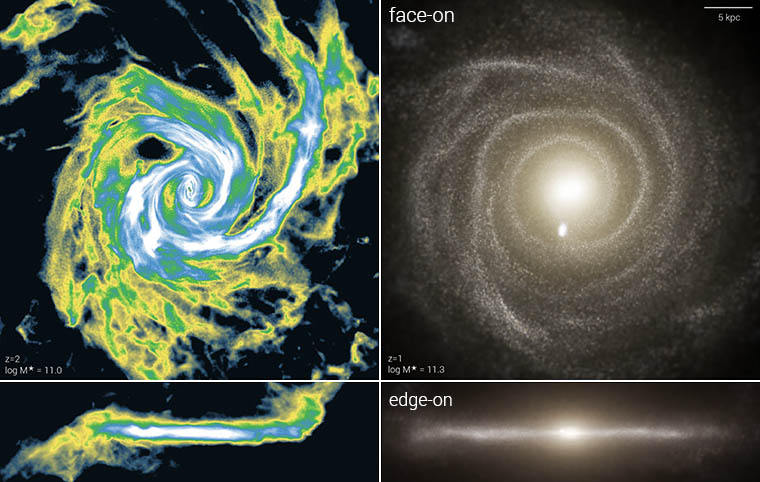 face-on
5 kpc
z=2
log M★ = 11.0
z=1
log M★ = 11.3
edge-on